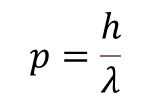 p = h/λ